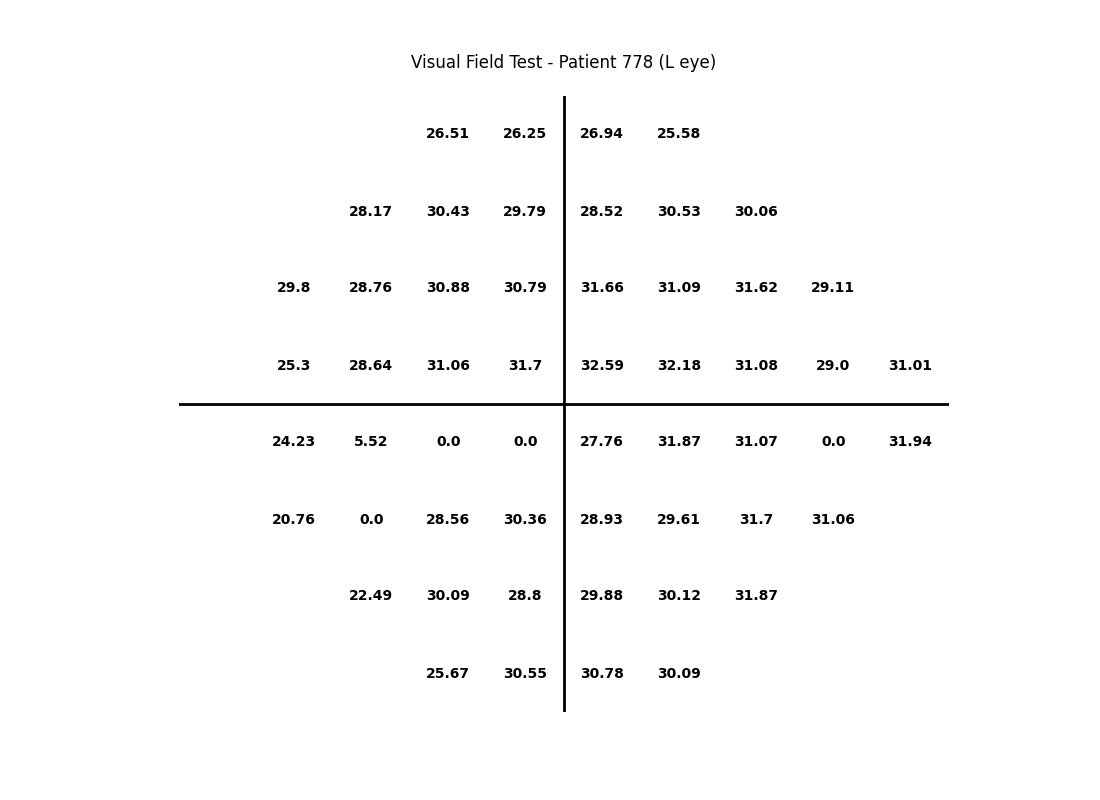 Visual Field Test - Patient 778 (L eye)
26.51 26.25 26.94 25.58
28.17 30.43 29.79 28.52 30.53 30.06
29.8 28.76 30.88 30.79 31.66 31.09 31.62 29.11
25.3 28.64 31.06 31.7 32.59 32.18 31.08 29.0 31.01
24.23 5.52 0.0 0.0 27.76 31.87 31.07 0.0 31.94
20.76 0.0 28.56 30.36 28.93 29.61 31.7 31.06
22.49 30.09 28.8 29.88 30.12 31.87
25.67 30.55 30.78 30.09